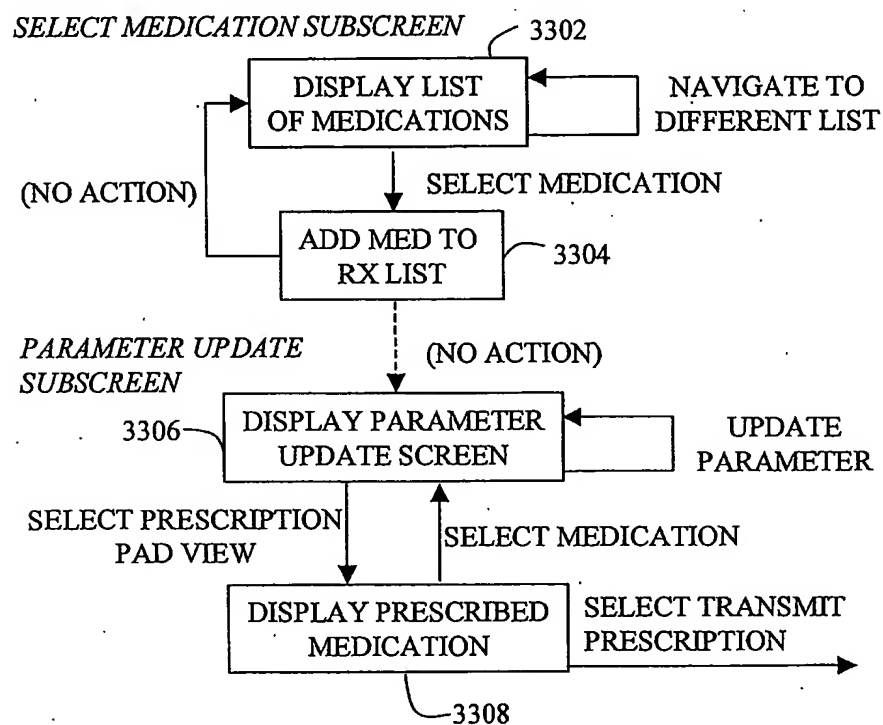 SELECT MEDICATION SUBSCREEN
3302
DISPLAY LIST
OF MEDICATIONS
NAVIGATE TO
DIFFERENT LIST
(NO ACTION)
SELECT MEDICATION
ADD MED TO
RX LIST
3304
PARAMETER UPDATE
SUBSCREEN
(NO ACTION)
3306
DISPLAY PARAMETER
UPDATE SCREEN
UPDATE
PARAMETER
SELECT PRESCRIPTION
PAD VIEW
SELECT MEDICATION
DISPLAY PRESCRIBED
MEDICATION
SELECT TRANSMIT
PRESCRIPTION
3308